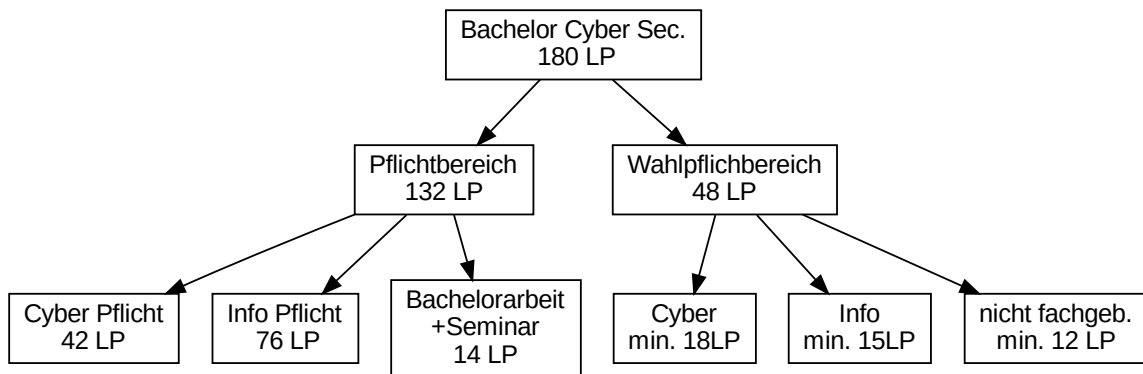 Bachelor Cyber Sec.
180 LP
Pflichtbereich
132 LP
Wahlpflichbereich
48 LP
Cyber Pflicht
42 LP
Info Pflicht
76 LP
Bachelorarbeit
+Seminar
14 LP
Cyber
min. 18LP
Info
min. 15LP
nicht fachgeb.
min. 12 LP